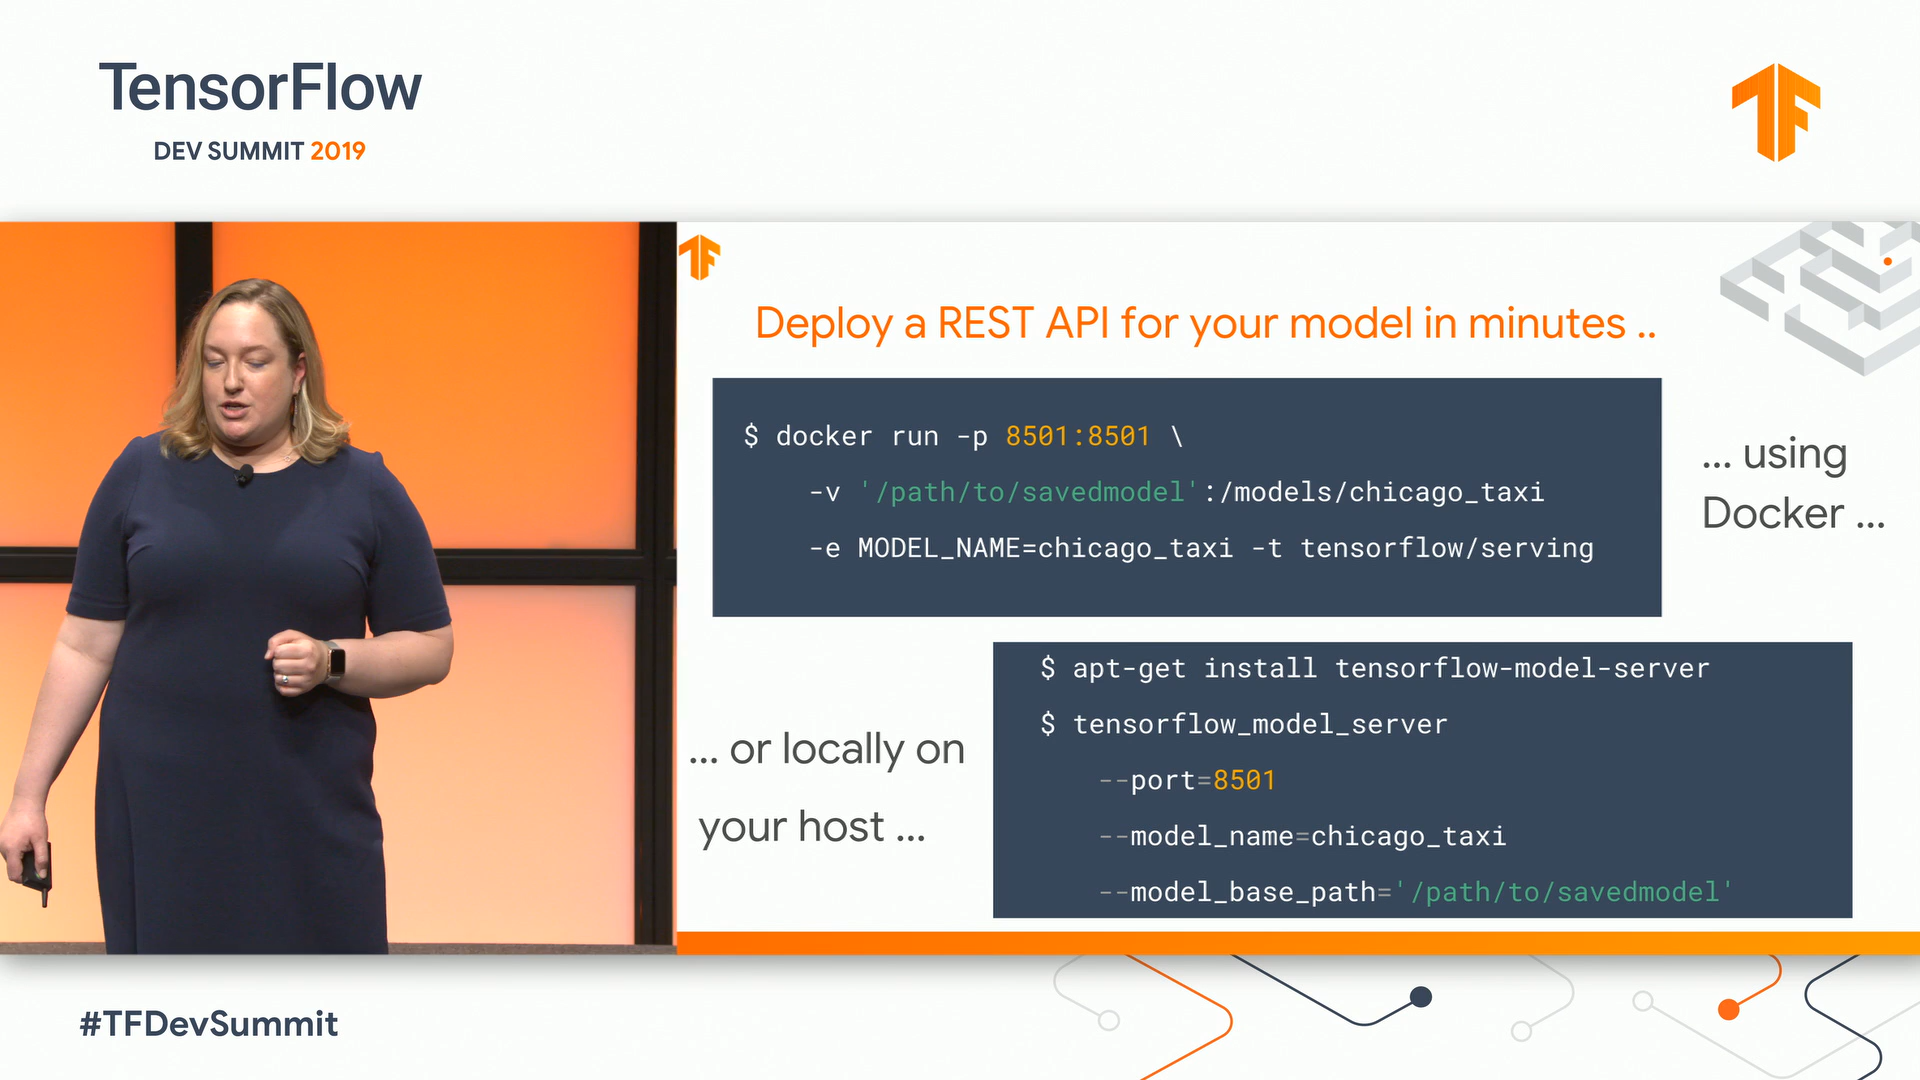 TensorFlow
DEV SUMMIT 2019
Deploy a REST API for your model in minutes ..
$ docker run -p 8501:8501 \
-v '/path/to/savedmodel':/models/chicago_taxi
-e MODEL_NAME=chicago_taxi -t tensorflow/serving
... using
Docker ...
... or locally on
your host ...
$ apt-get install tensorflow-model-server
$ tensorflow_model_server
--port=8501
--model_name=chicago_taxi
--model_base_path='/path/to/savedmodel'
#TFDevSummit